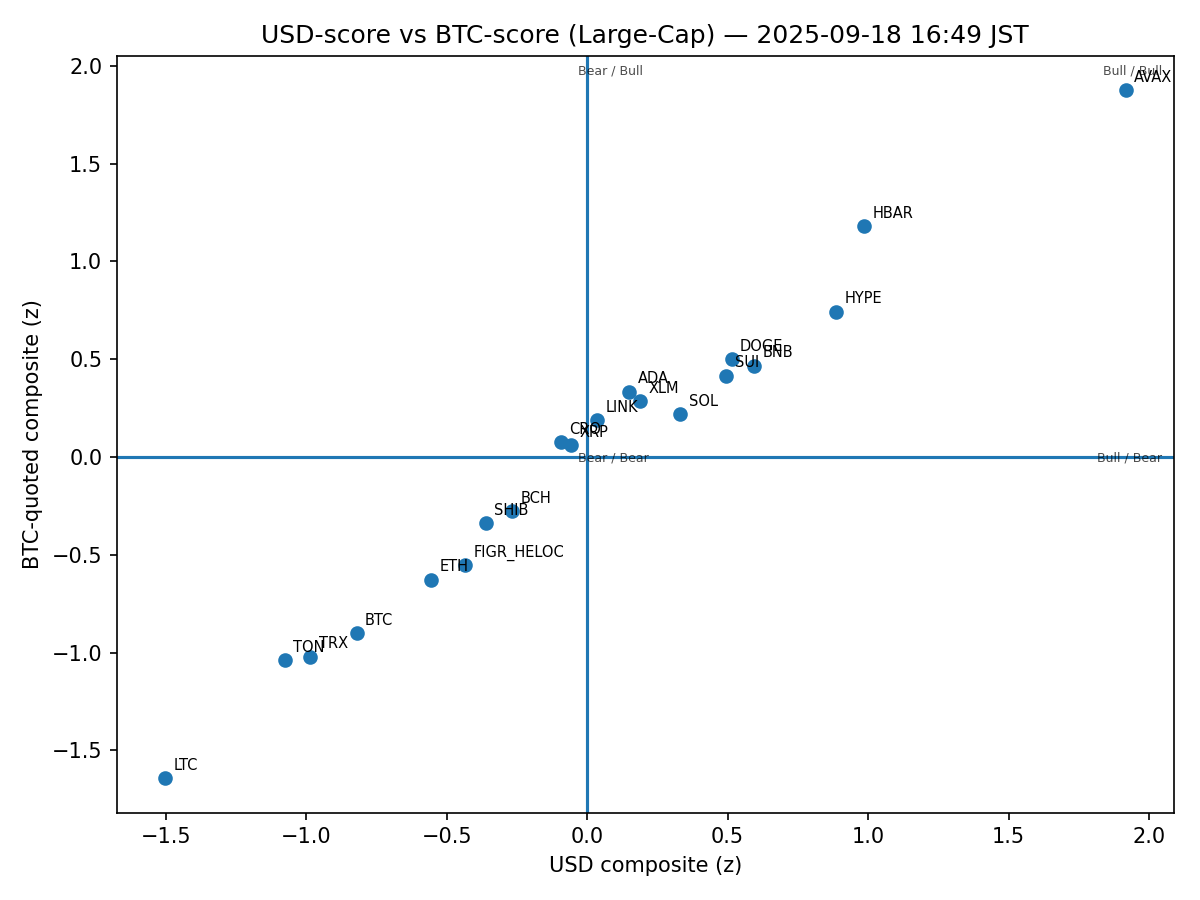 USD-score vs BTC-score (Large-Cap) — 2025-09-18 16:49 JST
Bear / Bull
Bull / Bull
AVAX
HBAR
HYPE
DOGE
BNB
SUI
ADA
XLM
SOL
LINK
CRO
XRP
Bear / Bear
Bull / Bear
BCH
SHIB
FIGR_HELOC
ETH
BTC
TRX
TON
LTC
2.0
1.5
1.0
0.5
0.0
−0.5
−1.0
−1.5
BTC-quoted composite (z)
−1.5
−1.0
−0.5
0.0
0.5
1.0
1.5
2.0
USD composite (z)